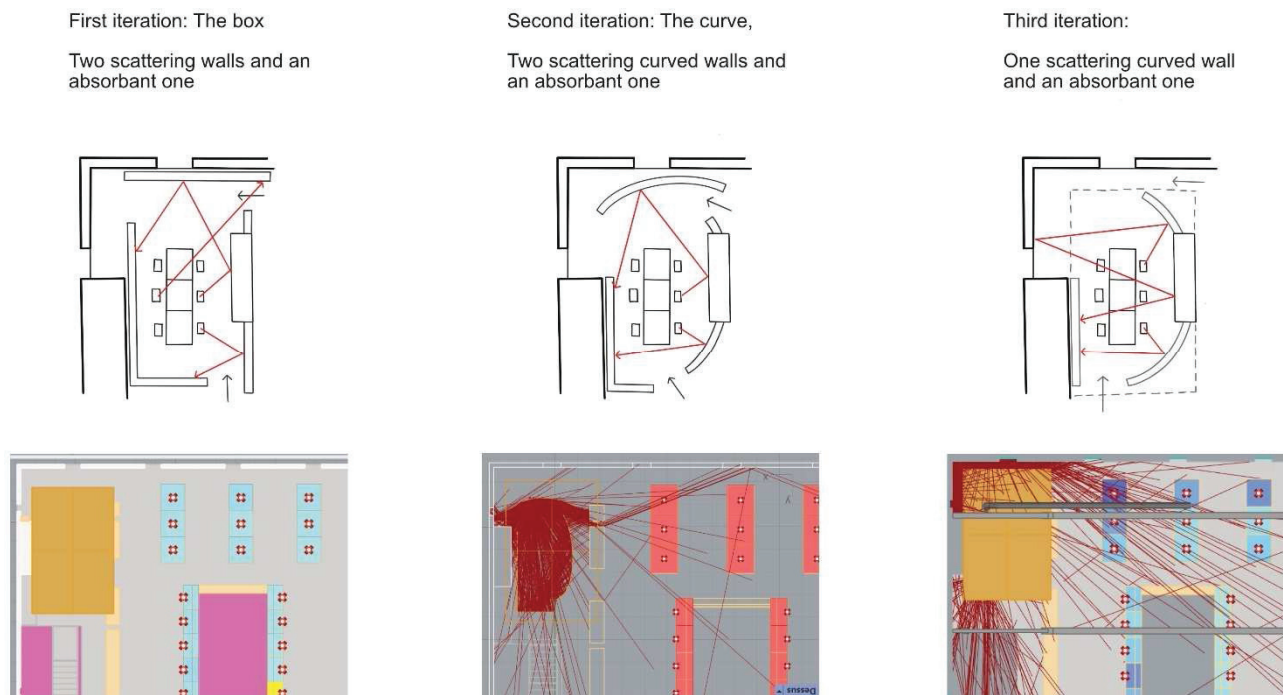 First iteration: The box
Two scattering walls and an
absorbant one
Second iteration: The curve,
Two scattering curved walls and
an absorbant one
Third iteration:
One scattering curved wall
and an absorbant one
x
y
Dessus